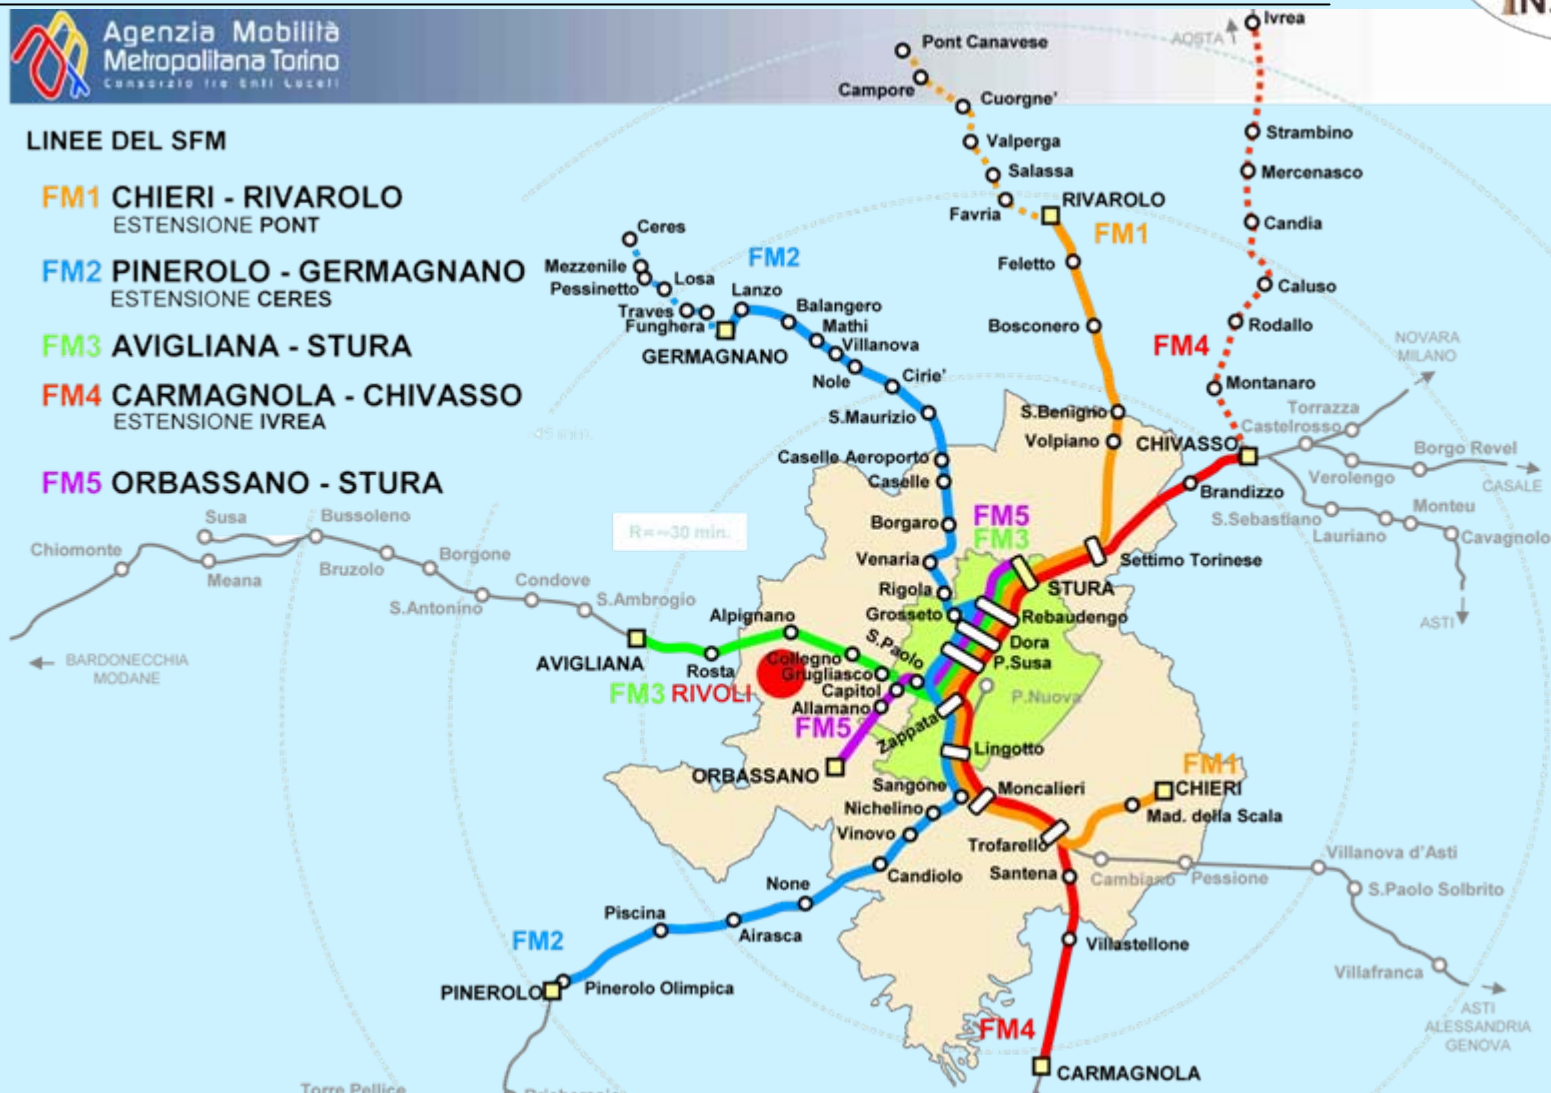 Agenzia Mobilità
Metropolitana Torino
Consorzio fra Enti Locali
LINEE DEL SFM
FM1 CHIERI - RIVAROLO
ESTENSIONE PONT
FM2 PINEROLO - GERMAGNANO
ESTENSIONE CERES
FM3 AVIGLIANA - STURA
FM4 CARMAGNOLA - CHIVASSO
ESTENSIONE IVREA
FM5 ORBASSANO - STURA
Ivrea
AOSTA
Pont Canavese
Campore
Cuorgne'
Valperga
Salassa
Favria
RIVAROLO
FM1
Feletto
Bosconero
S.Benigno
Volpiano
Strambino
Mercenasco
Candia
Caluso
Rodallo
FM4
Montanaro
CHIVASSO
Brandizzo
Settimo Torinese
NOVARA
MILANO
Torrazza
Castelrosso
Verolengo
Borgo Revel
CASALE
S.Sebastiano
Lauriano
Monteu
Cavagnolo
ASTI
Ceres
Mezzenile
Pessinetto
Losa
Traves
Funghera
GERMAGNANO
FM2
Lanzo
Balangero
Mathi
Villanova
Nole
Cirie'
S.Maurizio
Caselle Aeroporto
Caselle
Borgaro
Venaria
Rigola
Grosseto
R=~30 min.
FM5
FM3
STURA
Rebaudengo
Dora
P.Susa
P.Nuova
Susa
Bussoleno
Chiomonte
Meana
Bruzolo
Borgone
S.Antonino
Condove
S.Ambrogio
BARDONECCHIA
MODANE
AVIGLIANA
Rosta
Alpignano
Collegno
Grugliasco
S.Paolo
Capitol
Allamano
FM3 RIVOLI
FM5
ORBASSANO
Zappata
Lingotto
Sangone
Moncalieri
Nichelino
Vinovo
Candiolo
None
Airasca
Piscina
FM2
PINEROLO
Pinerolo Olimpica
FM1
CHIERI
Mad. della Scala
Trofarello
Santena
Cambiano
Pessione
Villanova d'Asti
S.Paolo Solbrito
Villafranca
ASTI
ALESSANDRIA
GENOVA
Villastellone
FM4
CARMAGNOLA
Torre Pellice